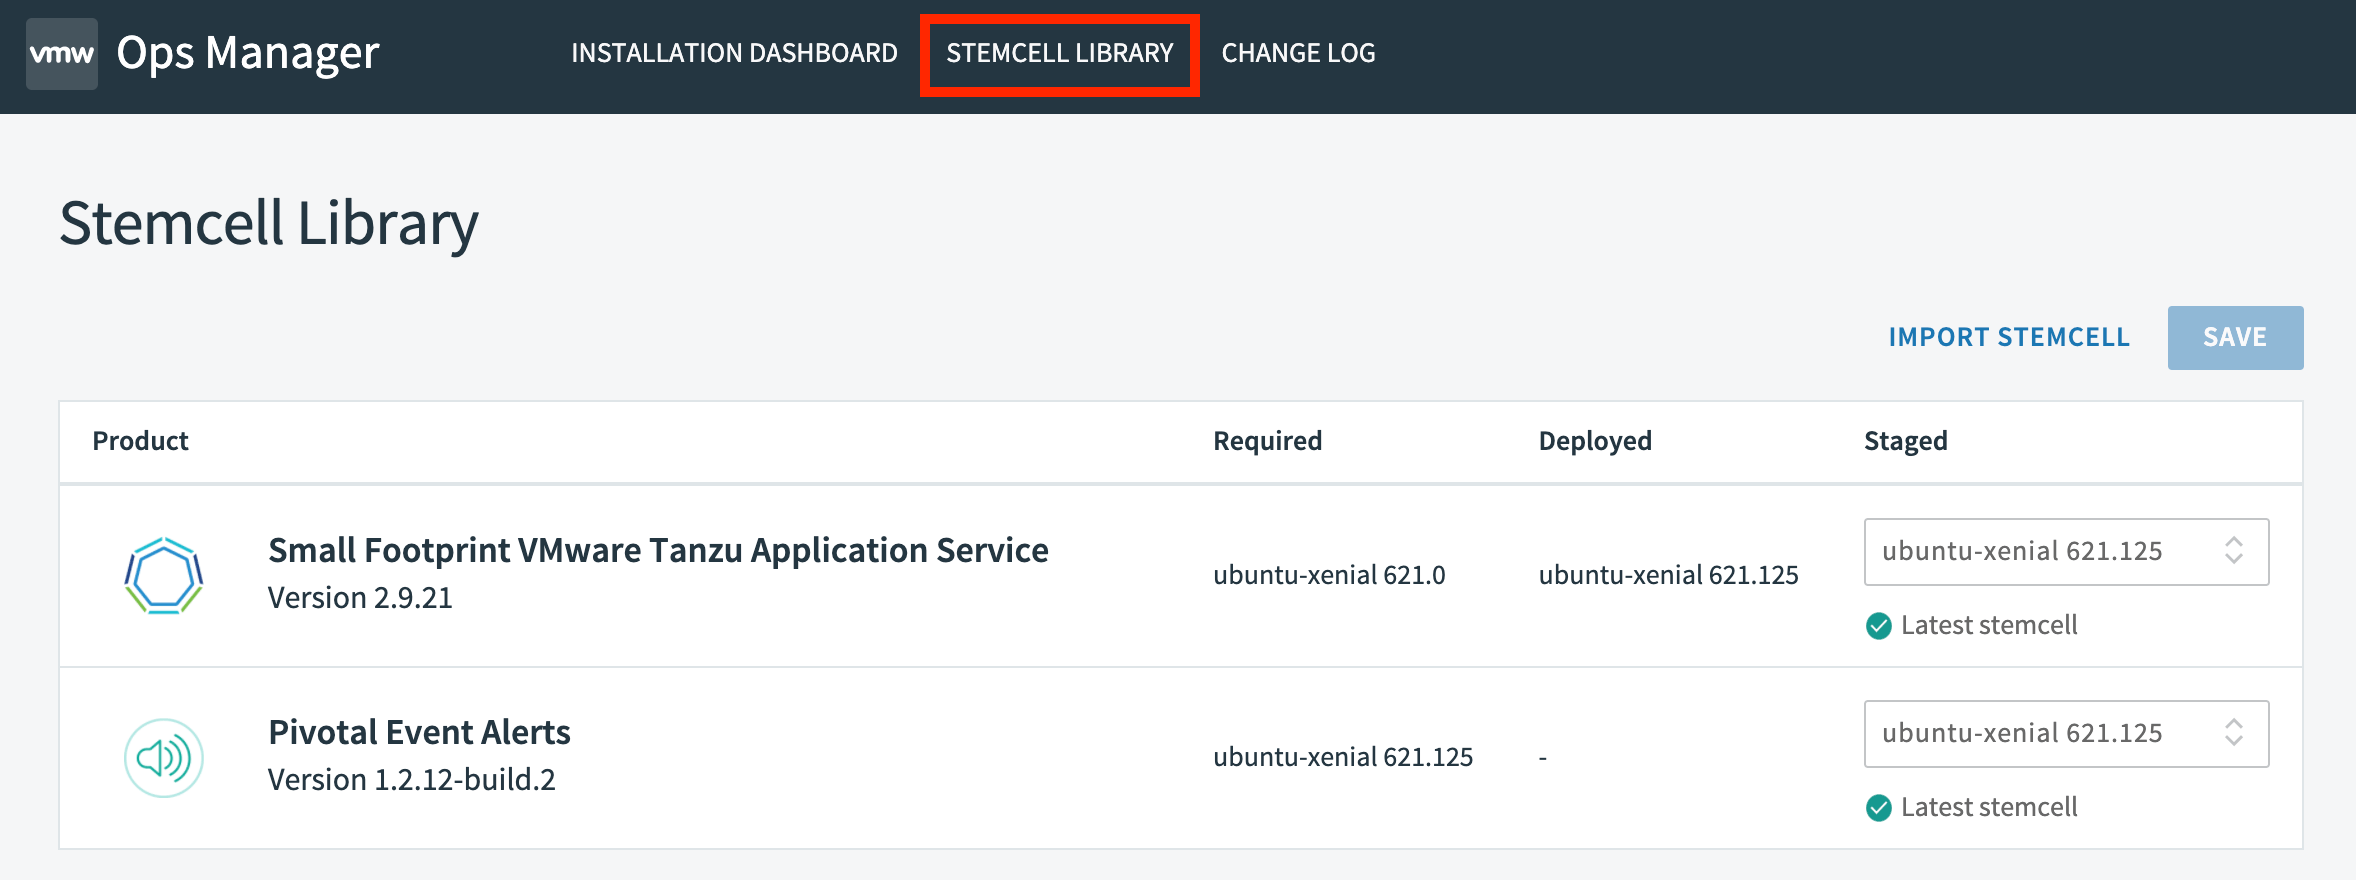 vmw Ops Manager INSTALLATION DASHBOARD STEMCELL LIBRARY CHANGE LOG
Stemcell Library
IMPORT STEMCELL SAVE
Product Required Deployed Staged
Small Footprint VMware Tanzu Application Service
Version 2.9.21
ubuntu-xenial 621.0 ubuntu-xenial 621.125 ubuntu-xenial 621.125
Latest stemcell
Pivotal Event Alerts
Version 1.2.12-build.2
ubuntu-xenial 621.125 - ubuntu-xenial 621.125
Latest stemcell